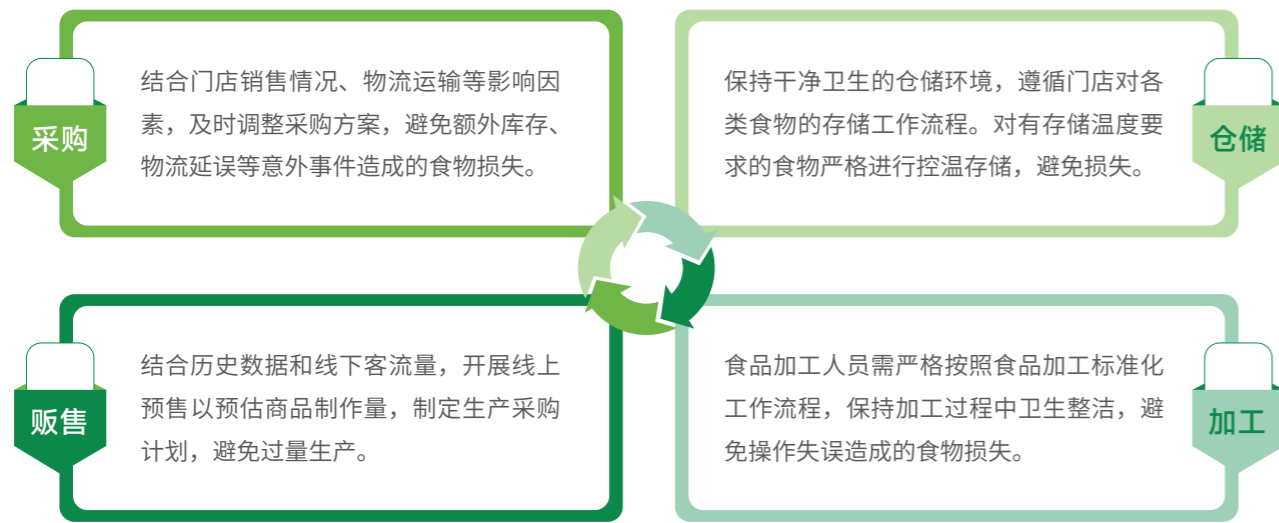 采购
结合门店销售情况、物流运输等影响因
素，及时调整采购方案，避免额外库存、
物流延误等意外事件造成的食物损失。
仓储
保持干净卫生的仓储环境，遵循门店对各
类食物的存储工作流程。对有存储温度要
求的食物严格进行控温存储，避免损失。
贩售
结合历史数据和线下客流量，开展线上
预售以预估商品制作量，制定生产采购
计划，避免过量生产。
加工
食品加工人员需严格按照食品加工标准化
工作流程，保持加工过程中卫生整洁，避
免操作失误造成的食物损失。